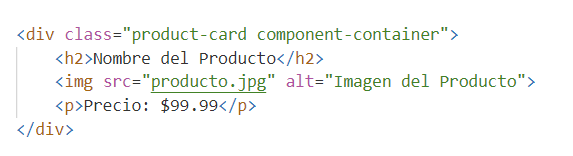 <div class="product-card component-container">
    <h2>Nombre del Producto</h2>
    <img src="producto.jpg" alt="Imagen del Producto">
    <p>Precio: $99.99</p>
</div>